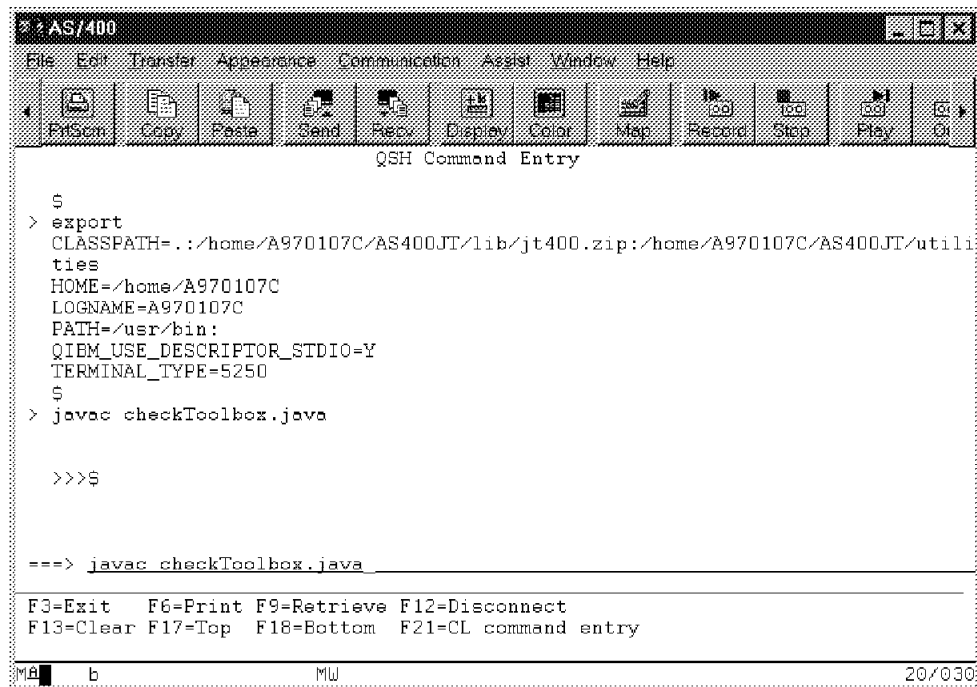 AS/400
File Edit Transfer Appearance Communication Assist Window Help
PrtScrn Copy Paste Send Recv Display Color Map Record Stop Play
QSH Command Entry
$
> export
CLASSPATH=.:/home/A970107C/AS400JT/lib/jt400.zip:/home/A970107C/AS400JT/utili
ties
HOME=/home/A970107C
LOGNAME=A970107C
PATH=/usr/bin:
QIBM_USE_DESCRIPTOR_STDIO=Y
TERMINAL_TYPE=5250
$
> javac checkToolbox.java
>>>$
===> javac checkToolbox.java
F3=Exit F6=Print F9=Retrieve F12=Disconnect
F13=Clear F17=Top F18=Bottom F21=CL command entry
MA b MW 20/030